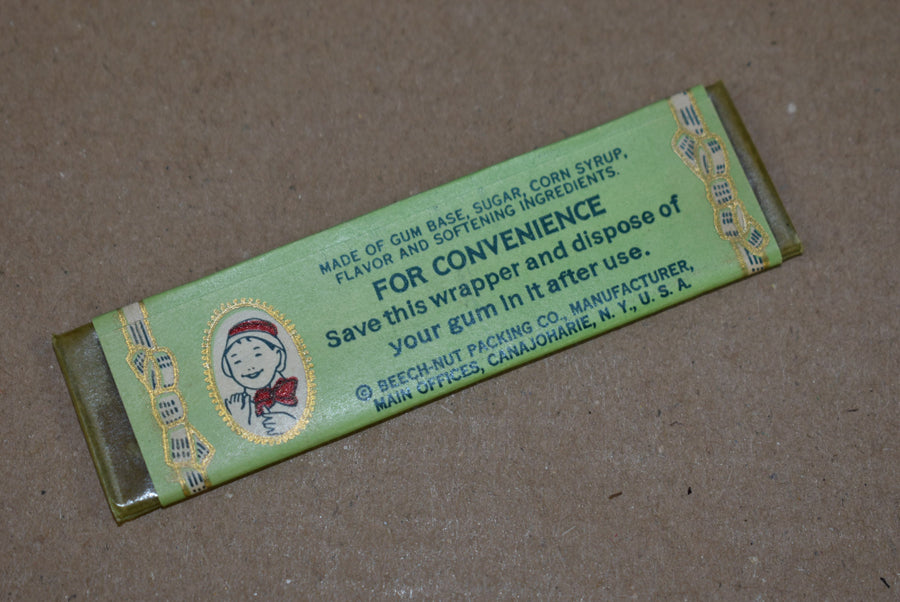 MADE OF GUM BASE, SUGAR, CORN SYRUP,
FLAVOR AND SOFTENING INGREDIENTS.
FOR CONVENIENCE
Save this wrapper and dispose of
your gum in it after use.
© BEECH-NUT PACKING CO., MANUFACTURER,
MAIN OFFICES, CANAJOHARIE, N. Y., U. S. A.